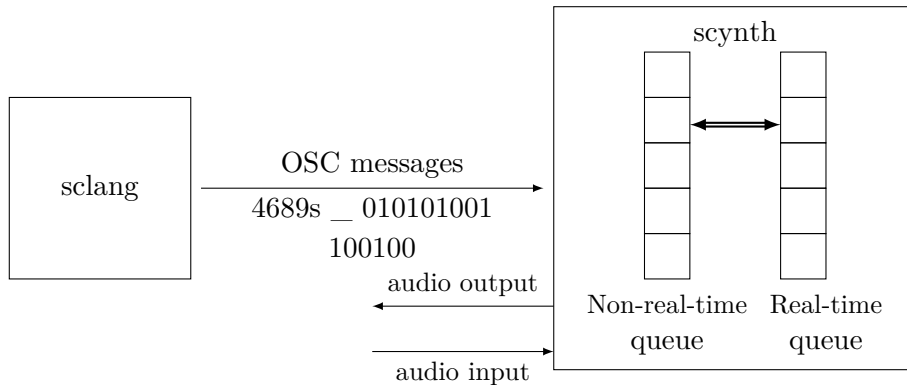 scynth
sclang
OSC messages
4689s _ 010101001
100100
audio output
audio input
Non-real-time
queue
Real-time
queue